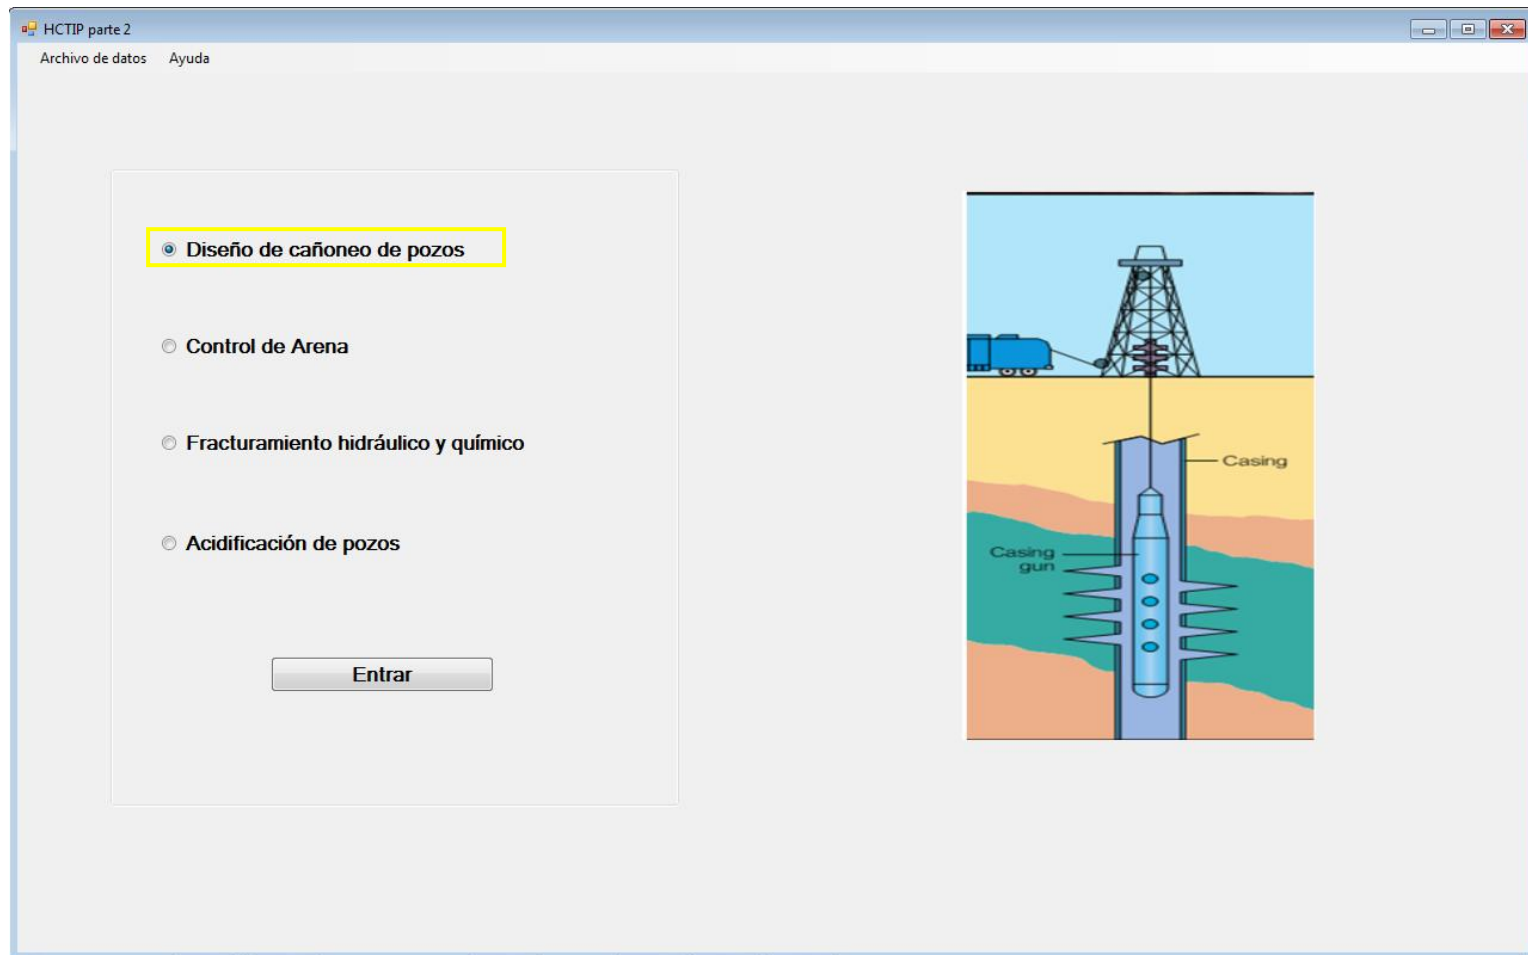 HCTIP parte 2
Archivo de datos Ayuda
Diseño de cañoneo de pozos
Control de Arena
Fracturamiento hidráulico y químico
Acidificación de pozos
Entrar
Casing
Casing
gun